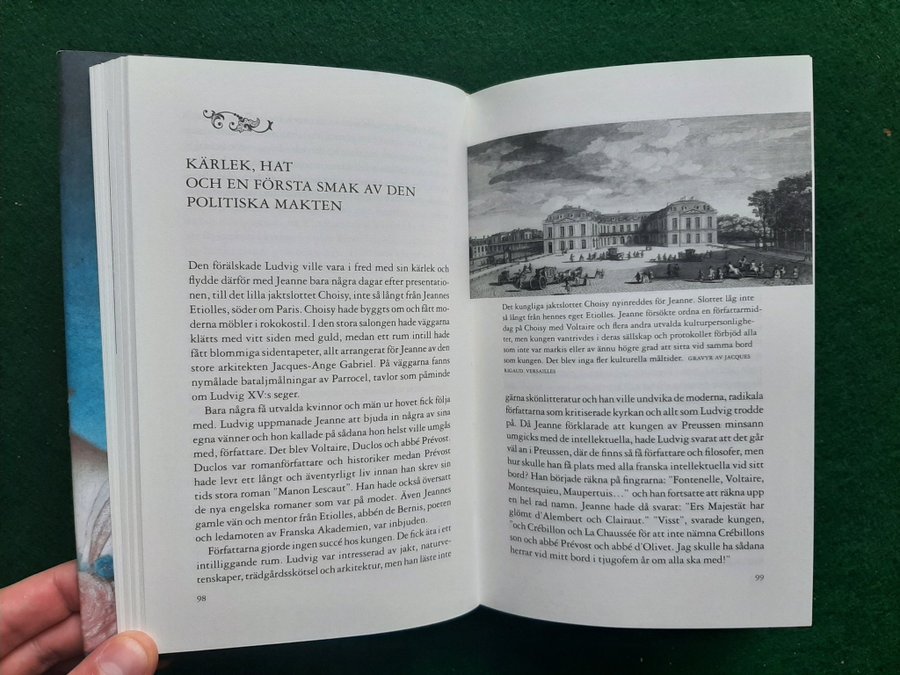 KÄRLEK, HAT
OCH EN FÖRSTA SMAK AV DEN
POLITISKA MAKTEN
Den förälskade Ludvig ville vara i fred med sin kärlek och
flydde därför med Jeanne bara några dagar efter presentatio-
nen, till det lilla jaktslottet Choisy, inte så långt från Jeannes
Etiolles, söder om Paris. Choisy hade byggts om och fått mo-
derna möbler i rokokostil. I den stora salongen hade väggarna
klätts med vitt siden med guld, medan ett rum intill hade
fått blommiga sidentapeter, allt arrangerat för Jeanne av den
store arkitekten Jacques-Ange Gabriel. På väggarna fanns
nymålade bataljmålningar av Parrocel, tavlor som påminde
om Ludvig XV:s seger.
Bara några få utvalda kvinnor och män ur hovet fick följa
med. Ludvig uppmanade Jeanne att bjuda in några av sina
egna vänner och hon kallade på sådana hon helst ville umgås
med, författare. Det blev Voltaire, Duclos och abbé Prévost.
Duclos var romanförfattare och historiker medan Prévost
hade levt ett långt och äventyrligt liv innan han skrev sin
tids stora roman "Manon Lescaut". Han hade också översatt
de nya engelska romaner som var på modet. Även Jeannes
gamle vän och mentor från Etiolles, abbén de Bernis, poeten
och ledamoten av Franska Akademien, var inbjuden.
Författarna gjorde ingen succé hos kungen. De fick äta i ett
intilliggande rum. Ludvig var intresserad av jakt, naturve-
tenskaper, trädgårdsskötsel och arkitektur, men han läste inte
98
Det kungliga jaktslottet Choisy nyinreddes för Jeanne. Slottet låg inte
så långt från hennes eget Etiolles. Jeanne försökte ordna en författarmid-
dag på Choisy med Voltaire och flera andra utvalda kulturpersonlighe-
ter, men kungen vantrivdes i deras sällskap och protokollet förbjöd alla
som inte var markis eller av ännu högre grad att sitta vid samma bord
som kungen. Det blev inga fler kulturella måltider. GRAVYR AV JACQUES
RIGAUD. VERSAILLES
gärna skönlitteratur och han ville undvika de moderna, radikala
författarna som kritiserade kyrkan och allt som Ludvig trodde
på. Då Jeanne förklarade att kungen av Preussen minsann
umgicks med de intellektuella, hade Ludvig svarat att det går
väl an i Preussen, där de finns så få författare och filosofer, men
hur skulle han få plats med alla franska intellektuella vid sitt
bord? Han började räkna på fingrarna: "Fontenelle, Voltaire,
Montesquieu, Maupertuis..." och han fortsatte att räkna upp
en hel rad namn. Jeanne hade då svarat: "Ers Majestät har
glömt d'Alembert och Clairaut." "Visst", svarade kungen,
"och Crébillon och La Chaussée för att inte nämna Crébillons
son och abbé Prévost och abbé d'Olivet. Jag skulle ha sådana
herrar vid mitt bord i tjugofem år om alla ska med!"
99